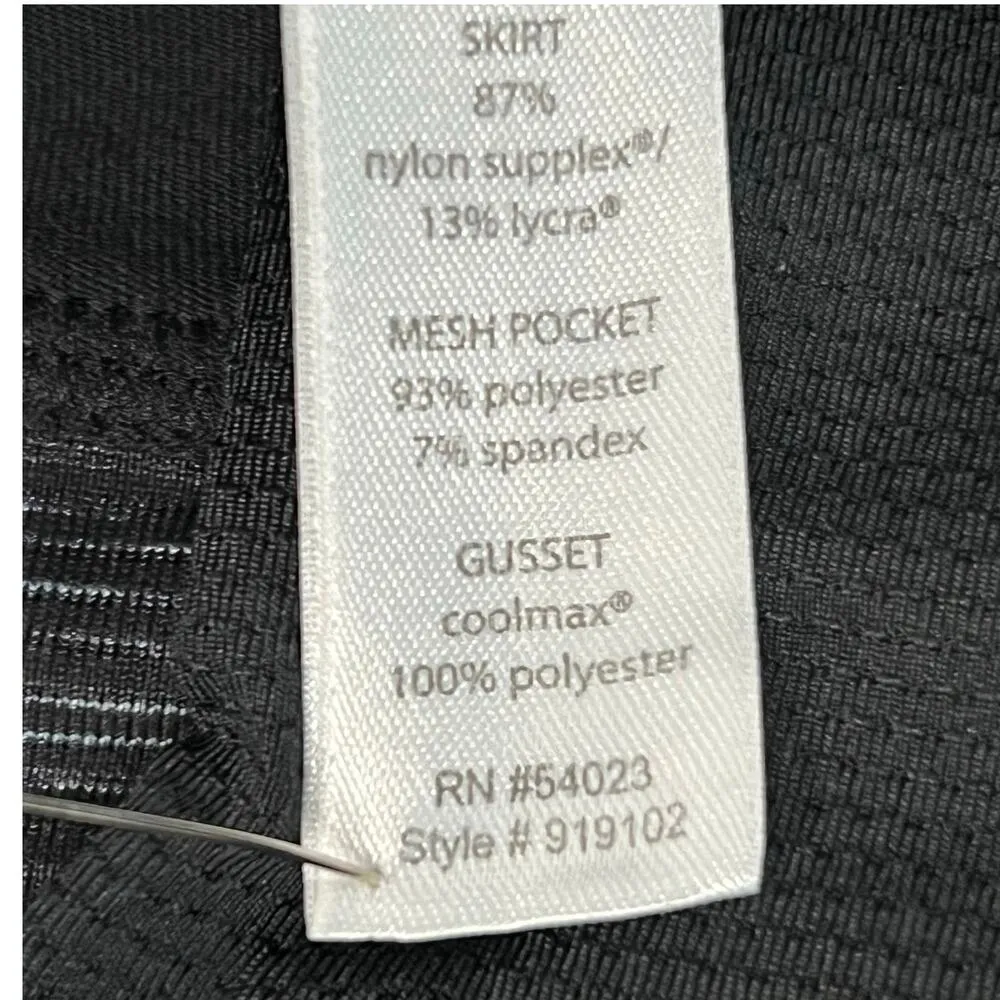 SKIRT
87%
nylon supplex®/
13% lycra®
MESH POCKET
93% polyester
7% spandex
GUSSET
coolmax®
100% polyester
RN #54023
Style # 919102